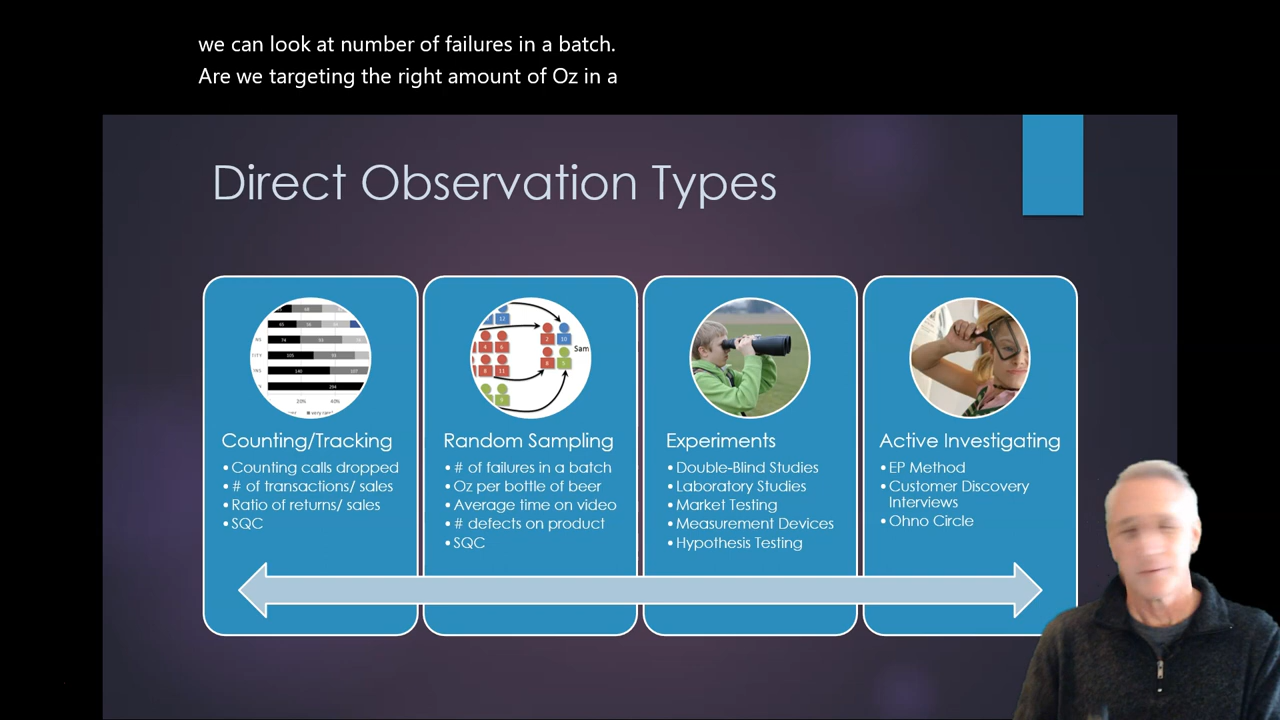 we can look at number of failures in a batch.
Are we targeting the right amount of Oz in a
Direct Observation Types
Counting/Tracking
• Counting calls dropped
• # of transactions/ sales
• Ratio of returns/ sales
• SQC
Random Sampling
• # of failures in a batch
• Oz per bottle of beer
• Average time on video
• # defects on product
• SQC
Sam
Experiments
• Double-Blind Studies
• Laboratory Studies
• Market Testing
• Measurement Devices
• Hypothesis Testing
Active Investigating
• EP Method
• Customer Discovery
Interviews
• Ohno Circle